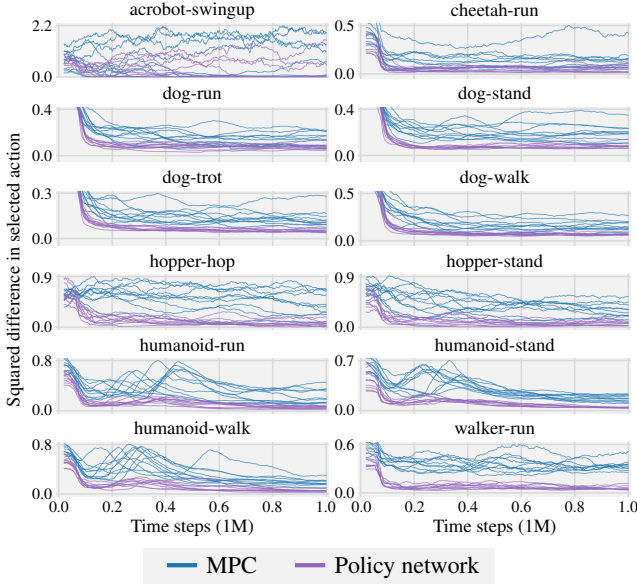 acrobot-swingup
cheetah-run
2.2
0.0
0.5
0.0
dog-run
dog-stand
0.4
0.0
0.4
0.0
dog-trot
dog-walk
0.3
0.0
0.5
0.0
hopper-hop
hopper-stand
0.9
0.0
0.9
0.0
humanoid-run
humanoid-stand
0.8
0.0
0.7
0.0
humanoid-walk
walker-run
0.8
0.0
0.6
0.0
0.0 0.2 0.4 0.6 0.8 1.0
0.0 0.2 0.4 0.6 0.8 1.0
Time steps (1M)
Time steps (1M)
Squared difference in selected action
MPC
Policy network